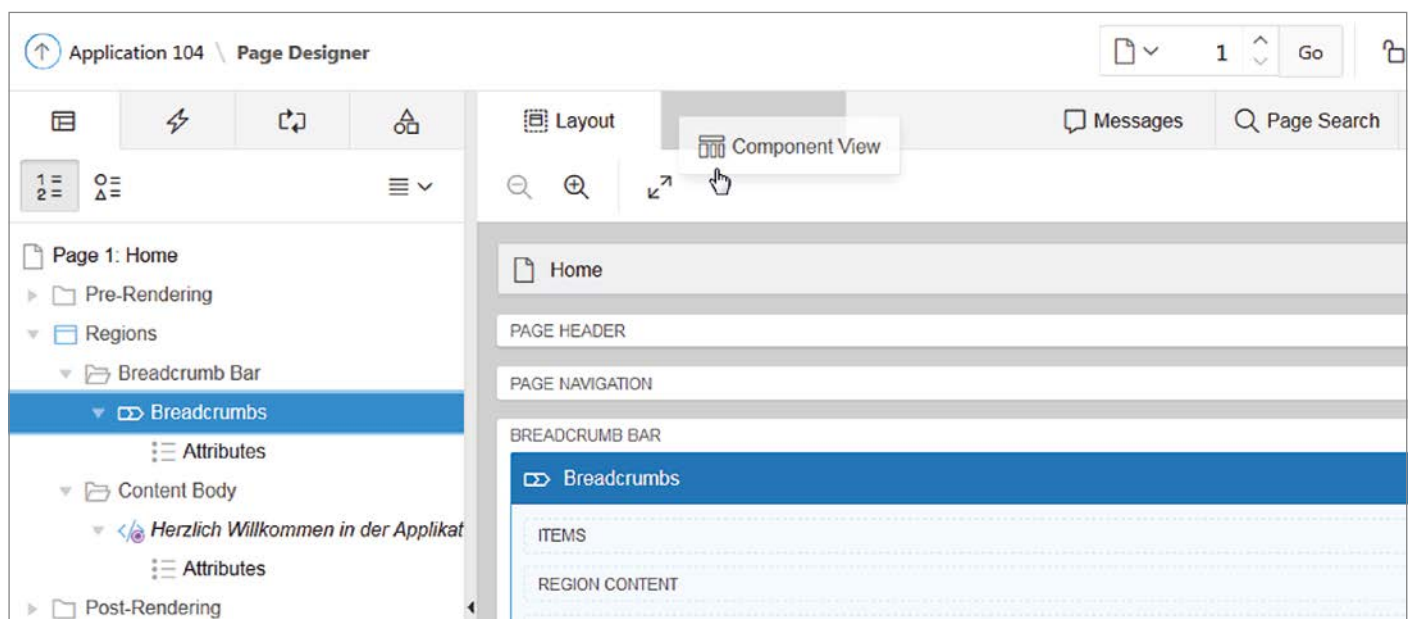 Application 104 \ Page Designer
1 Go
Layout
Component View
Messages
Page Search
Page 1: Home
Pre-Rendering
Regions
Breadcrumb Bar
Breadcrumbs
Attributes
Content Body
Herzlich Willkommen in der Applikat
Attributes
Post-Rendering
Home
PAGE HEADER
PAGE NAVIGATION
BREADCRUMB BAR
Breadcrumbs
ITEMS
REGION CONTENT